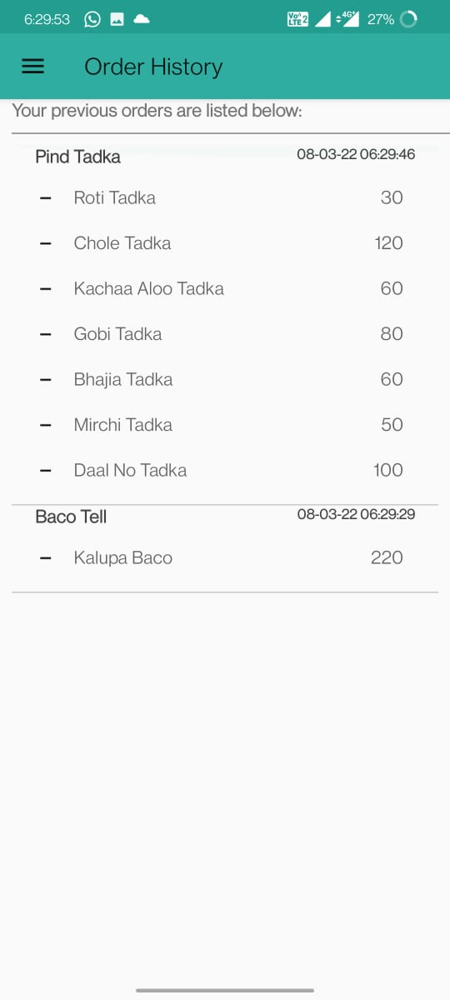 6:29:53 Vo) LTE 2 4G+ 27%
Order History
Your previous orders are listed below:
Pind Tadka 08-03-22 06:29:46
– Roti Tadka 30
– Chole Tadka 120
– Kachaa Aloo Tadka 60
– Gobi Tadka 80
– Bhajia Tadka 60
– Mirchi Tadka 50
– Daal No Tadka 100
Baco Tell 08-03-22 06:29:29
– Kalupa Baco 220